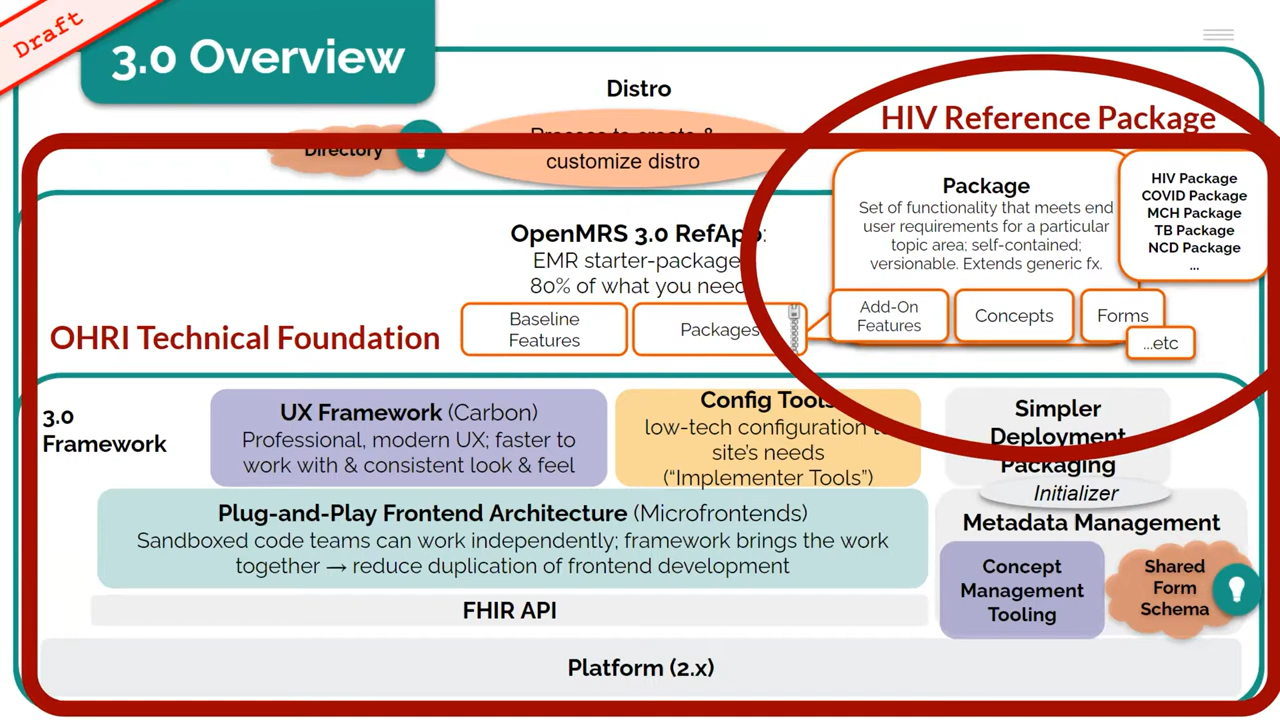 Draft
3.0 Overview
Distro
HIV Reference Package
Directory
Process to create &
customize distro
Package
Set of functionality that meets end
user requirements for a particular
topic area; self-contained;
versionable. Extends generic fx.
HIV Package
COVID Package
MCH Package
TB Package
NCD Package
...
OpenMRS 3.0 RefApp:
EMR starter-package
80% of what you need
OHRI Technical Foundation
Baseline
Features
Packages
Add-On
Features
Concepts
Forms
...etc
3.0
Framework
UX Framework (Carbon)
Professional, modern UX; faster to
work with & consistent look & feel
Config Tools
low-tech configuration to
site's needs
(“Implementer Tools”)
Simpler
Deployment
Packaging
Initializer
Plug-and-Play Frontend Architecture (Microfrontends)
Sandboxed code teams can work independently; framework brings the work
together → reduce duplication of frontend development
Metadata Management
Concept
Management
Tooling
Shared
Form
Schema
FHIR API
Platform (2.x)